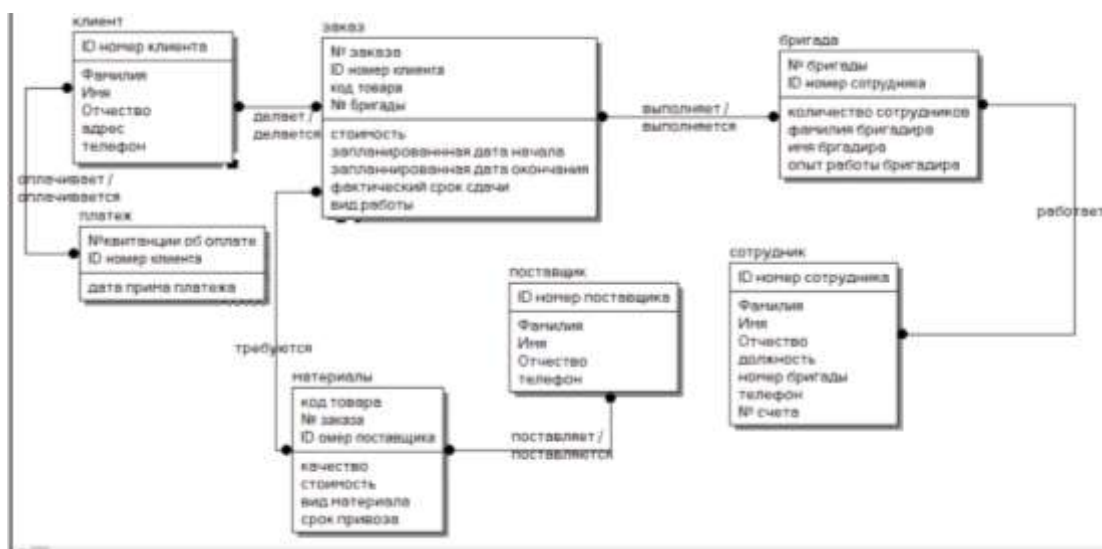 клиент
ID номер клиента
Фамилия
Имя
Отчество
адрес
телефон
делает /
делается
заказ
№ заказа
ID номер клиента
код товара
№ бригады
стоимость
запланированнная дата начала
запланнированная дата окончания
фактический срок сдачи
вид работы
выполняет /
выполняется
бригада
№ бригады
ID номер сотрудника
количество сотрудников
фамилия бригадира
имя бргадира
опыт работы бригадира
оплачивает /
оплачивается
платеж
№квитанции об оплате
ID номер клиента
дата прима платежа
работает
сотрудник
ID номер сотрудника
Фамилия
Имя
Отчество
должность
номер бригады
телефон
№ счета
поставщик
ID номер поставщика
Фамилия
Имя
Отчество
телефон
требуются
материалы
код товара
№ заказа
ID омер поставщика
качество
стоимость
вид материала
срок привоза
поставляет /
поставляются